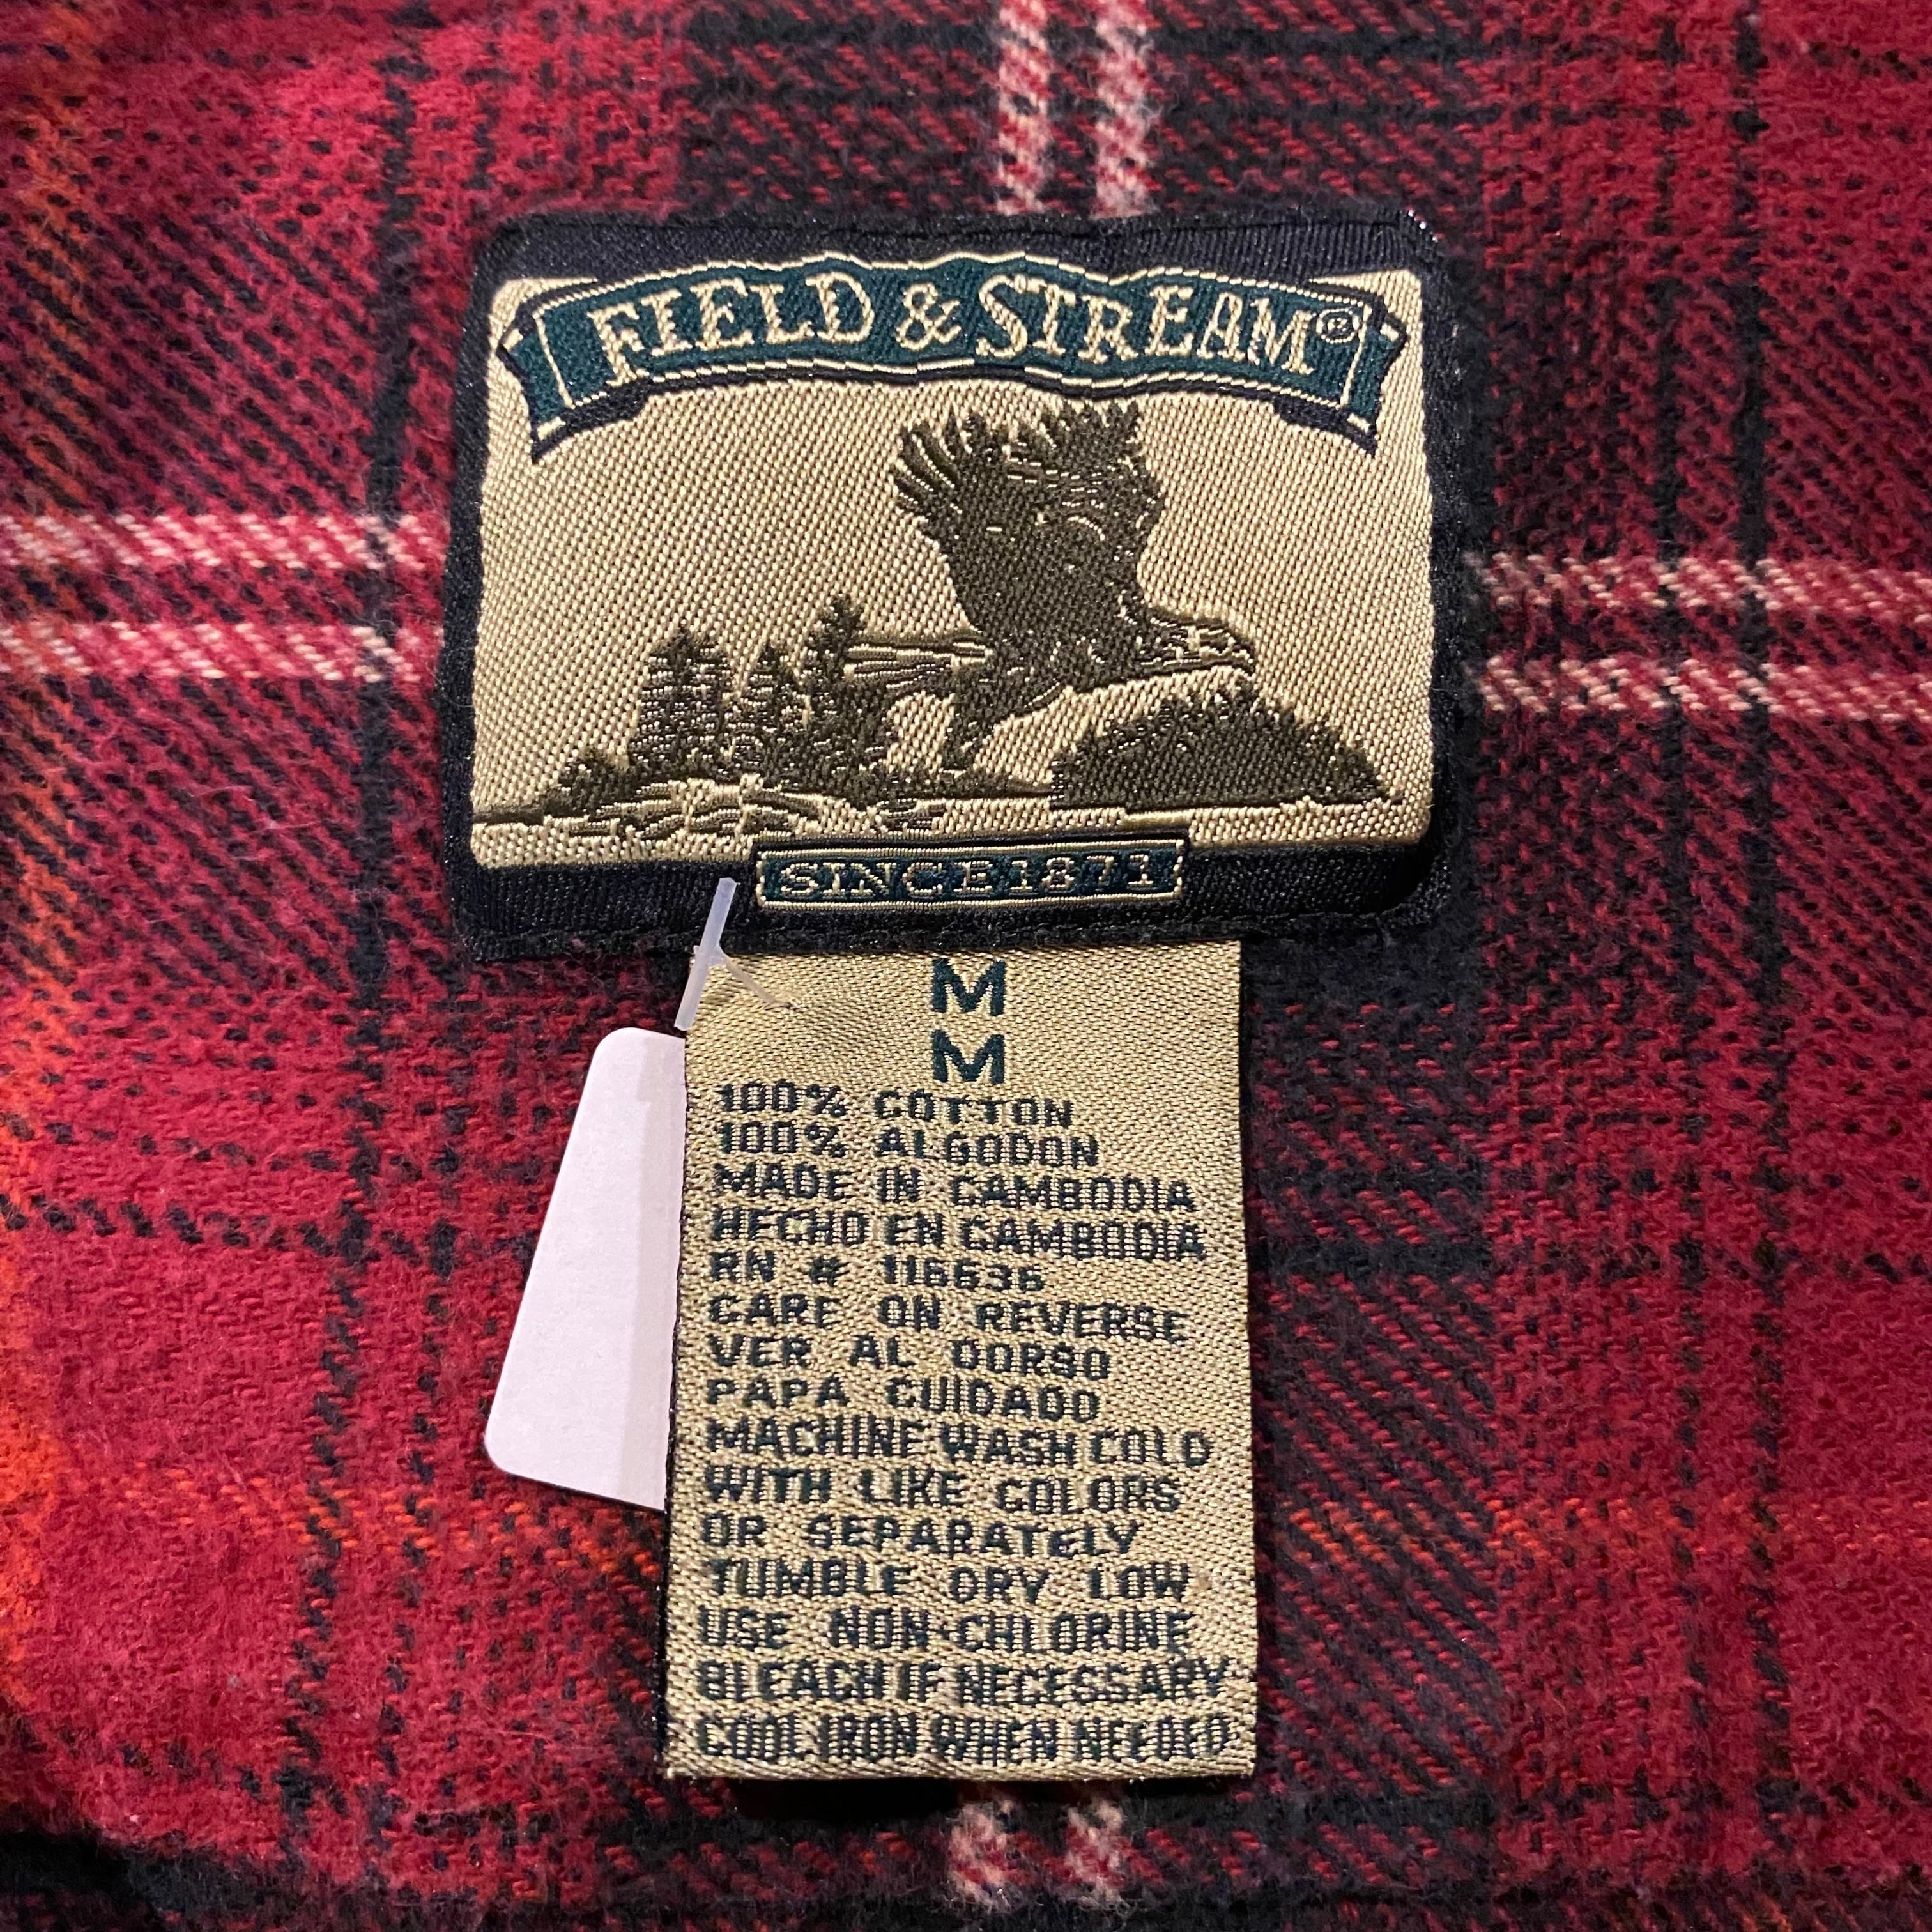 FIELD & STREAM®
SINCE 1871
M
M
100% COTTON
100% ALGODON
MADE IN CAMBODIA
HECHO EN CAMBODIA
RN # 116636
CARE ON REVERSE
VER AL DORSO
PAPA CUIDADO
MACHINE WASH COLD
WITH LIKE COLORS
OR SEPARATELY
TUMBLE DRY LOW
USE NON-CHLORINE
BLEACH IF NECESSARY
COOL IRON WHEN NEEDED